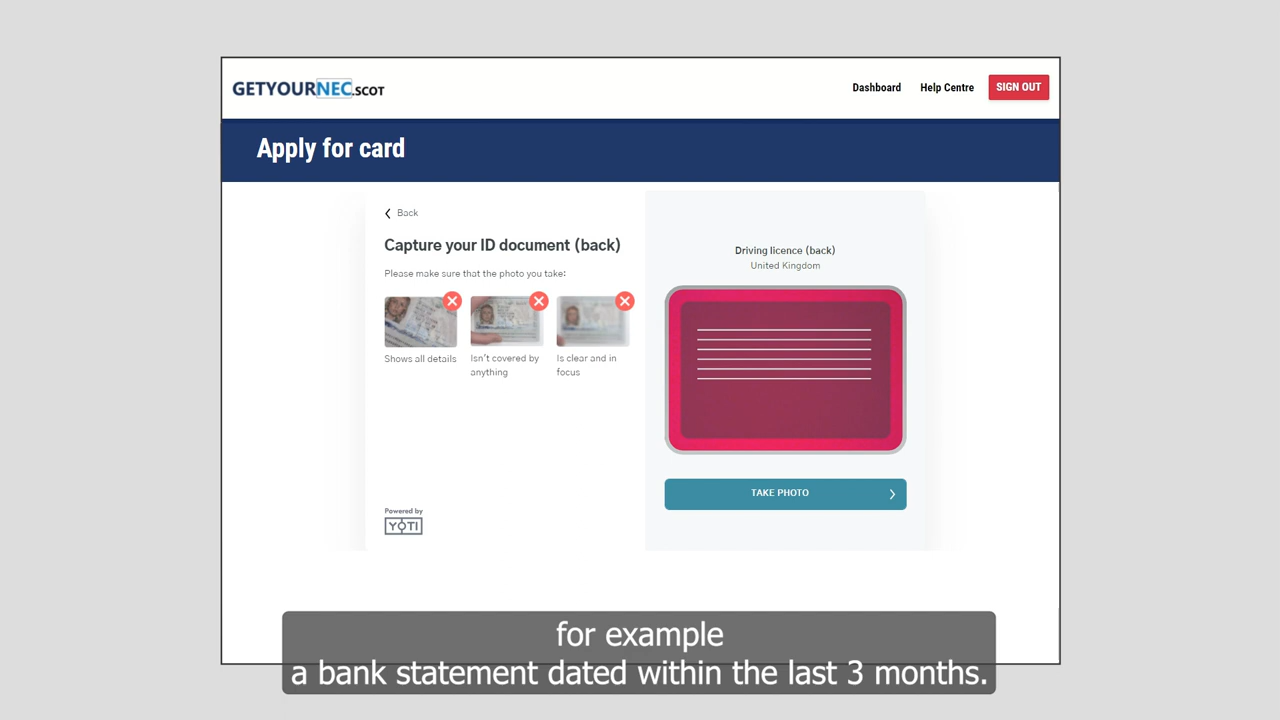 GETYOURNEC.SCOT
Dashboard
Help Centre
SIGN OUT
Apply for card
Back
Capture your ID document (back)
Please make sure that the photo you take:
Shows all details
Isn't covered by
anything
Is clear and in
focus
Powered by
YOTI
Driving licence (back)
United Kingdom
TAKE PHOTO
for example
a bank statement dated within the last 3 months.